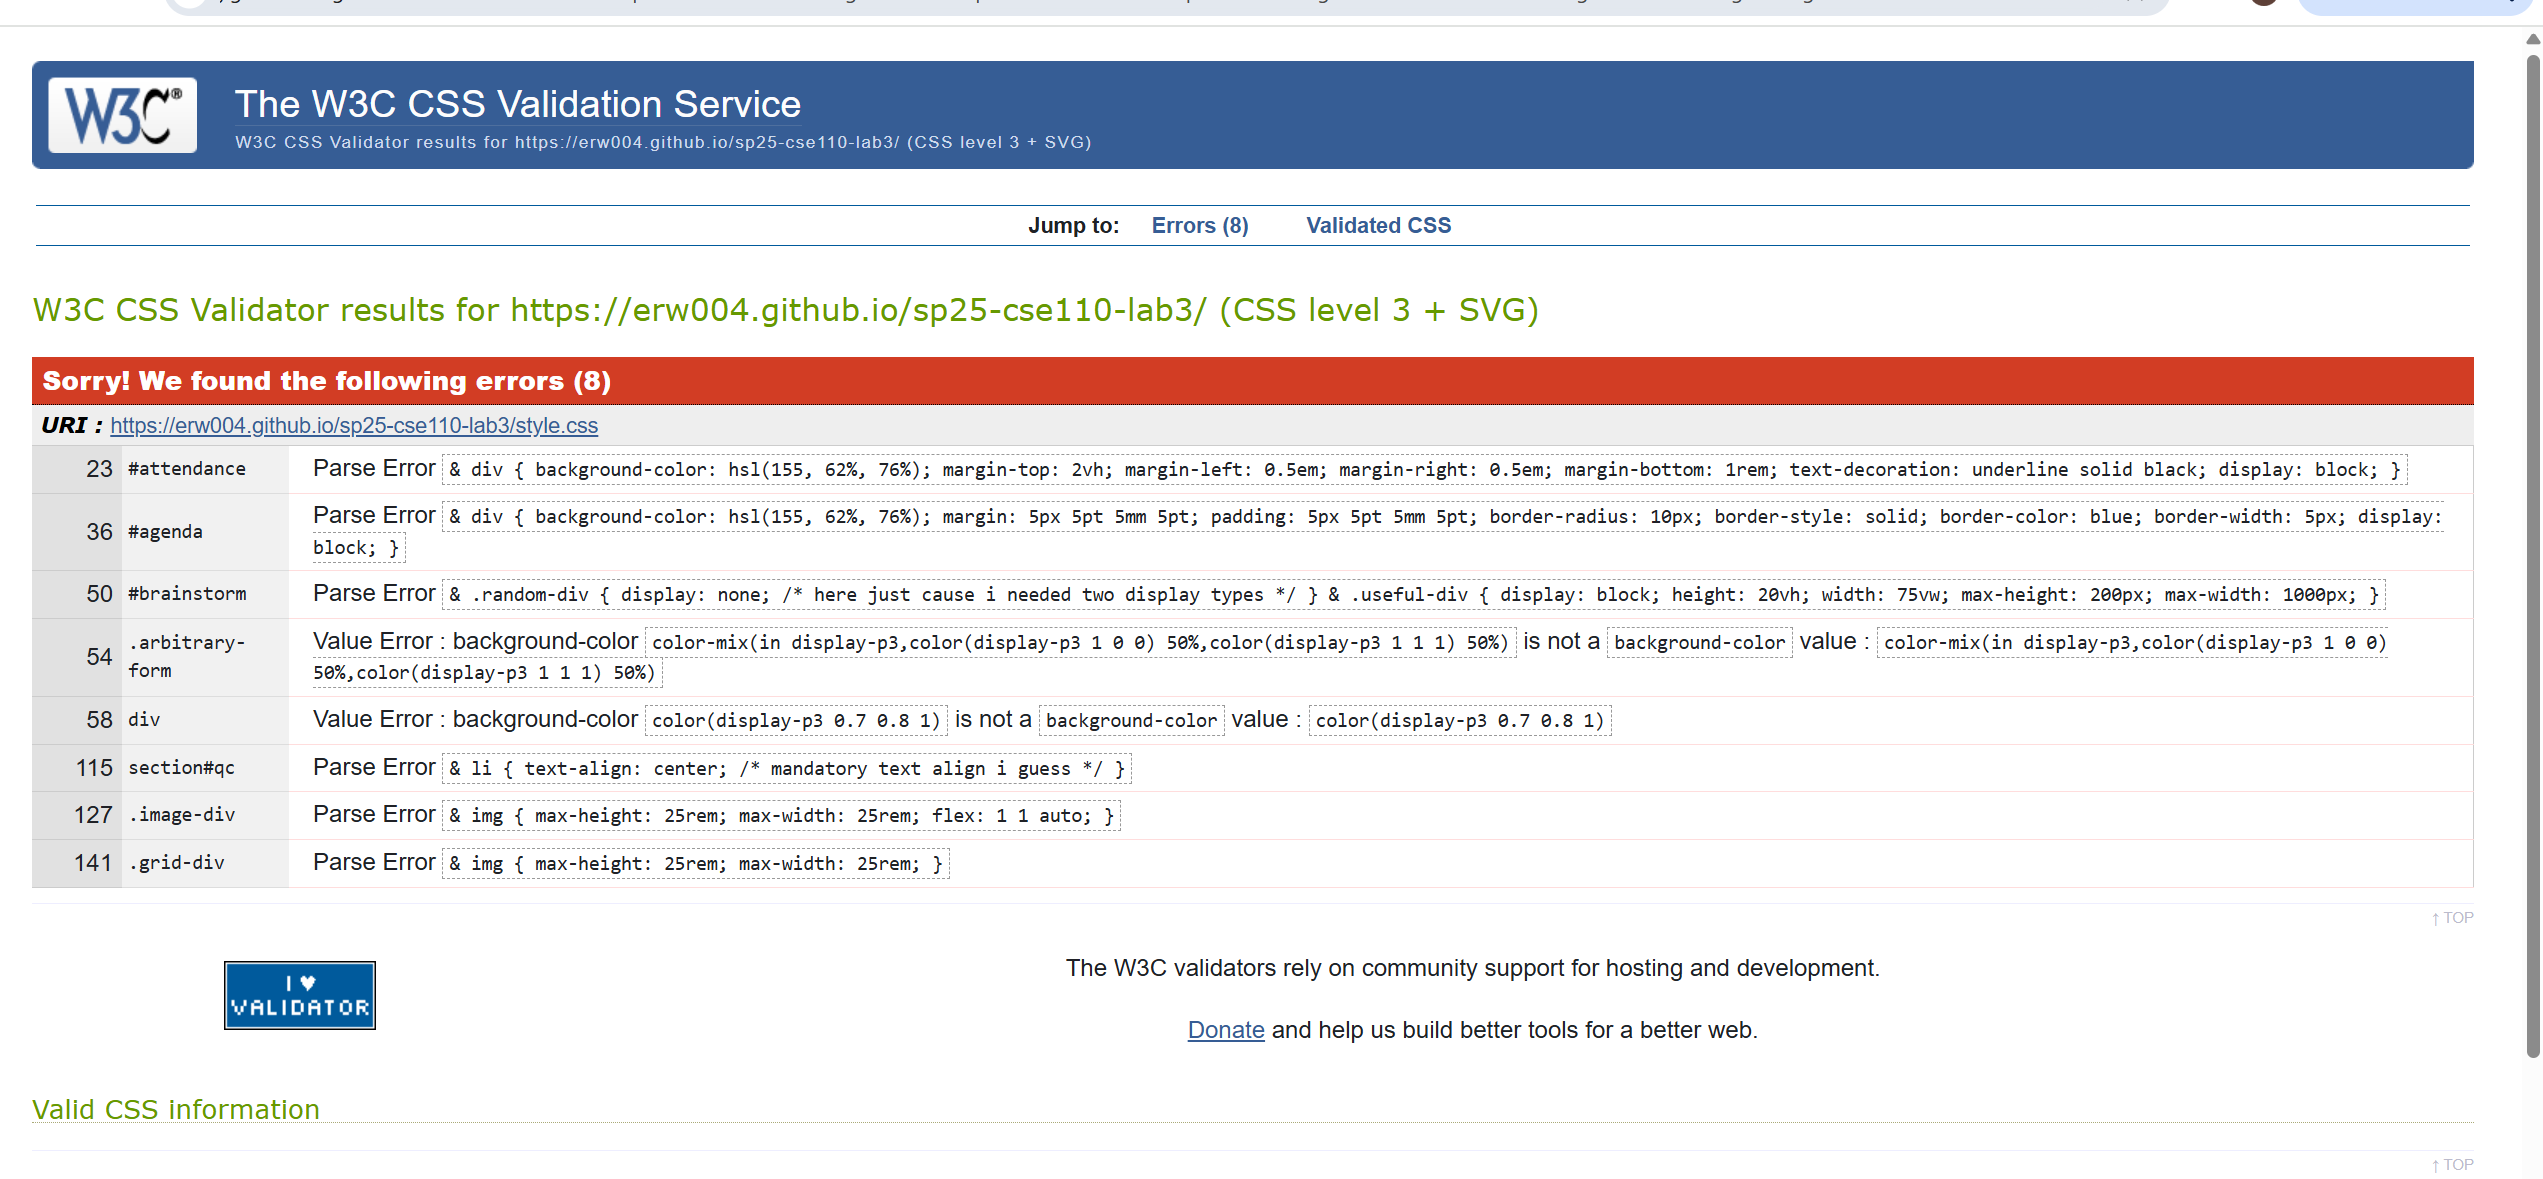 W3C®
The W3C CSS Validation Service
W3C CSS Validator results for https://erw004.github.io/sp25-cse110-lab3/ (CSS level 3 + SVG)
Jump to: Errors (8) Validated CSS
W3C CSS Validator results for https://erw004.github.io/sp25-cse110-lab3/ (CSS level 3 + SVG)
Sorry! We found the following errors (8)
URI : https://erw004.github.io/sp25-cse110-lab3/style.css
23 #attendance Parse Error & div { background-color: hsl(155, 62%, 76%); margin-top: 2vh; margin-left: 0.5em; margin-right: 0.5em; margin-bottom: 1rem; text-decoration: underline solid black; display: block; }
36 #agenda Parse Error & div { background-color: hsl(155, 62%, 76%); margin: 5px 5pt 5mm 5pt; padding: 5px 5pt 5mm 5pt; border-radius: 10px; border-style: solid; border-color: blue; border-width: 5px; display:
block; }
50 #brainstorm Parse Error & .random-div { display: none; /* here just cause i needed two display types */ } & .useful-div { display: block; height: 20vh; width: 75vw; max-height: 200px; max-width: 1000px; }
54 .arbitrary-form Value Error : background-color color-mix(in display-p3,color(display-p3 1 0 0) 50%,color(display-p3 1 1 1) 50%) is not a background-color value : color-mix(in display-p3,color(display-p3 1 0 0)
50%,color(display-p3 1 1 1) 50%)
58 div Value Error : background-color color(display-p3 0.7 0.8 1) is not a background-color value : color(display-p3 0.7 0.8 1)
115 section#qc Parse Error & li { text-align: center; /* mandatory text align i guess */ }
127 .image-div Parse Error & img { max-height: 25rem; max-width: 25rem; flex: 1 1 auto; }
141 .grid-div Parse Error & img { max-height: 25rem; max-width: 25rem; }
↑ TOP
I ♥
VALIDATOR
The W3C validators rely on community support for hosting and development.
Donate and help us build better tools for a better web.
Valid CSS information
↑ TOP